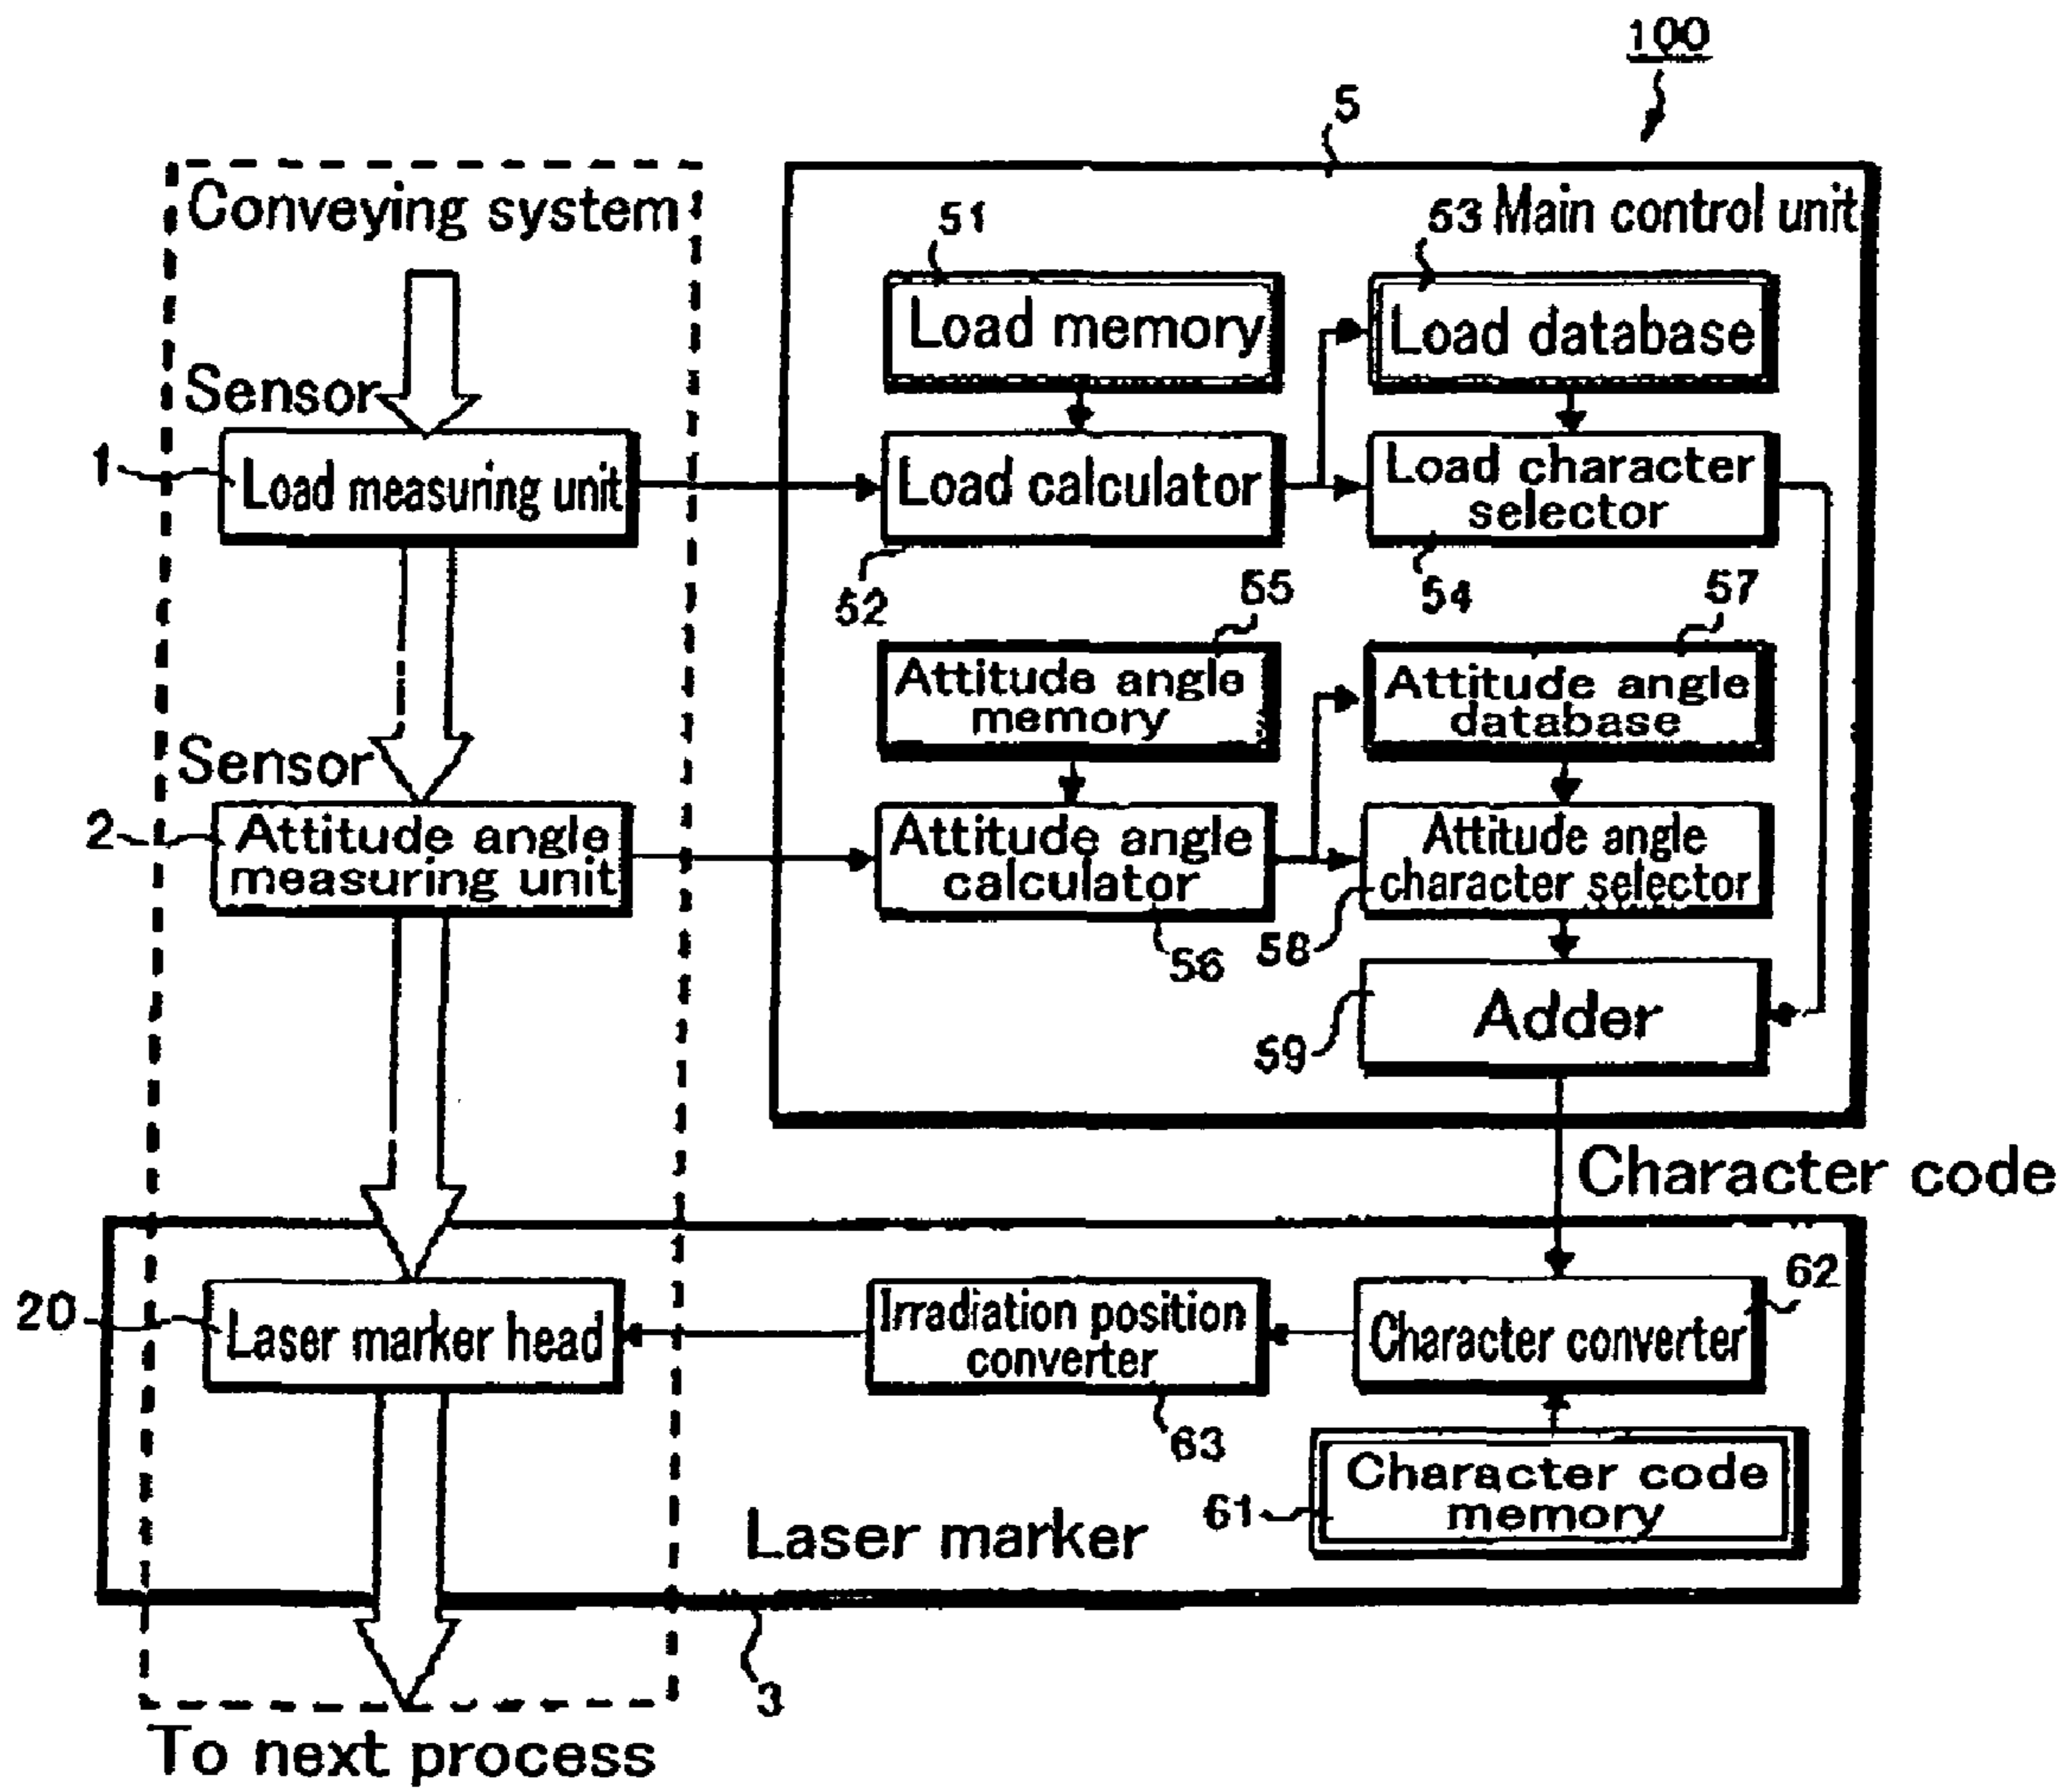 100
5
Conveying system
Main control unit
51
53
Load memory
Load database
Sensor
1
Load measuring unit
Load calculator
Load character
selector
52
54
55
57
Attitude angle
memory
Attitude angle
database
Sensor
2
Attitude angle
measuring unit
Attitude angle
calculator
Attitude angle
character selector
56
58
59
Adder
Character code
20
Laser marker head
Irradiation position
converter
Character converter
62
63
61
Character code
memory
Laser marker
3
To next process